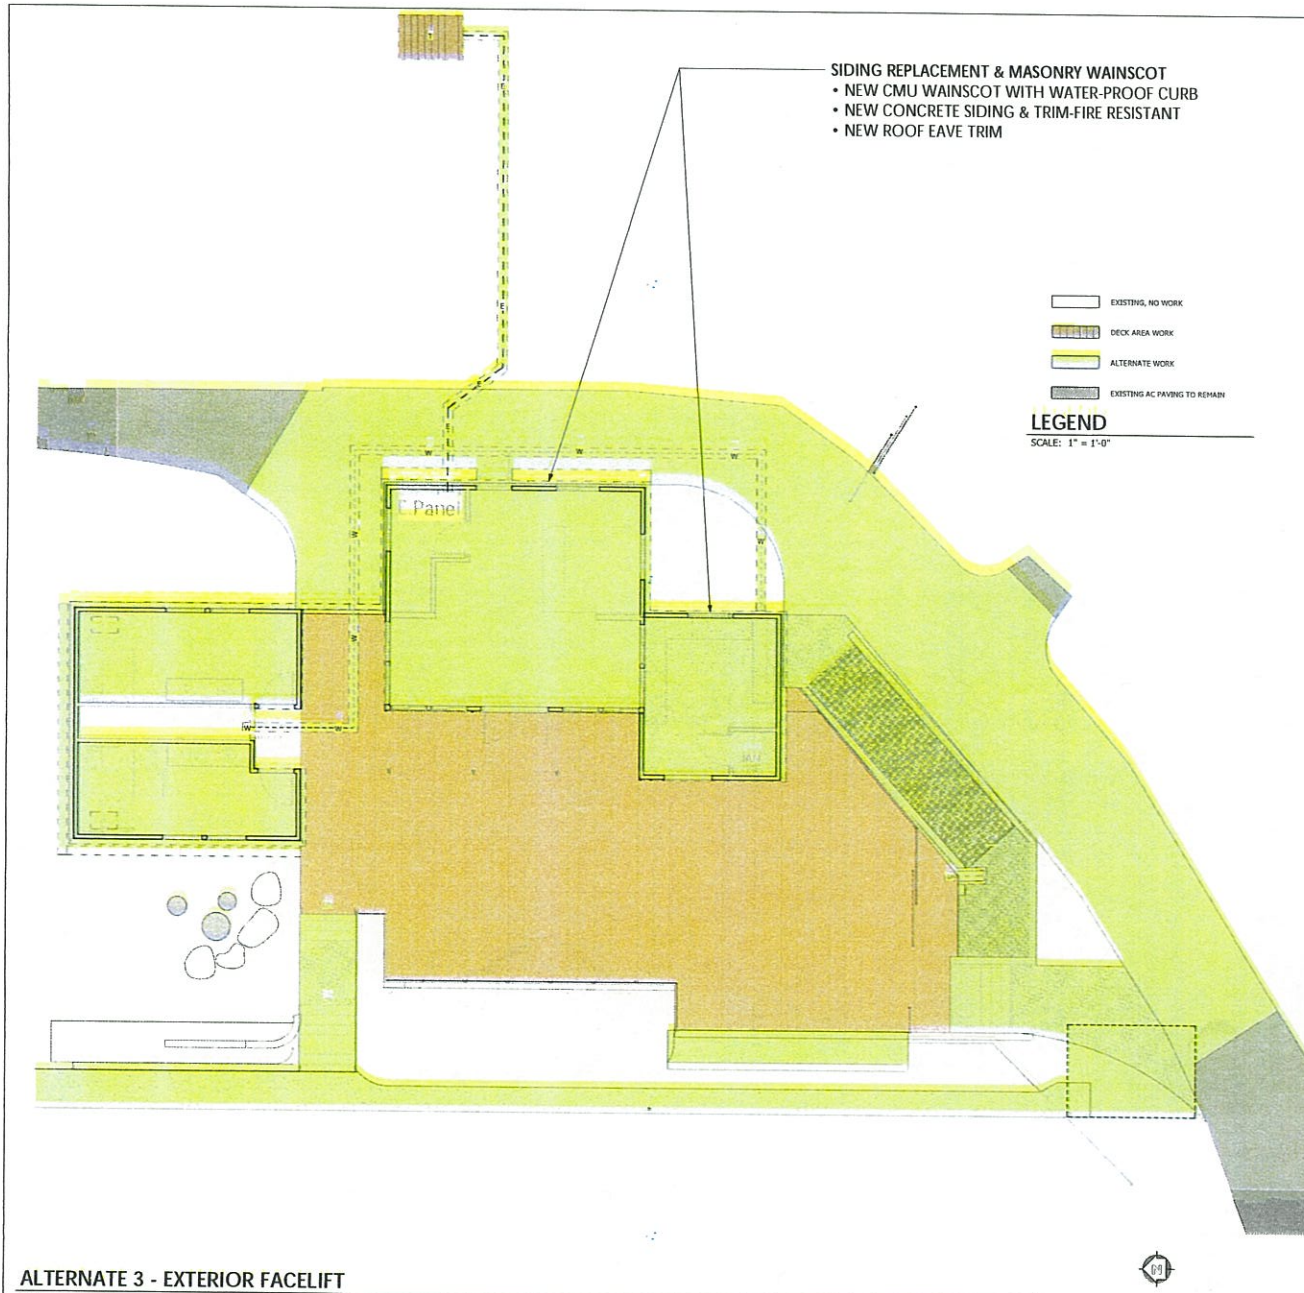 SIDING REPLACEMENT & MASONRY WAINSCOT
• NEW CMU WAINSCOT WITH WATER-PROOF CURB
• NEW CONCRETE SIDING & TRIM-FIRE RESISTANT
• NEW ROOF EAVE TRIM
EXISTING, NO WORK
DECK AREA WORK
ALTERNATE WORK
EXISTING AC PAVING TO REMAIN
LEGEND
SCALE: 1" = 1'-0"
E
E
E
E
W
W
W
E Panel
W
W
W
W
W
ALTERNATE 3 - EXTERIOR FACELIFT
N